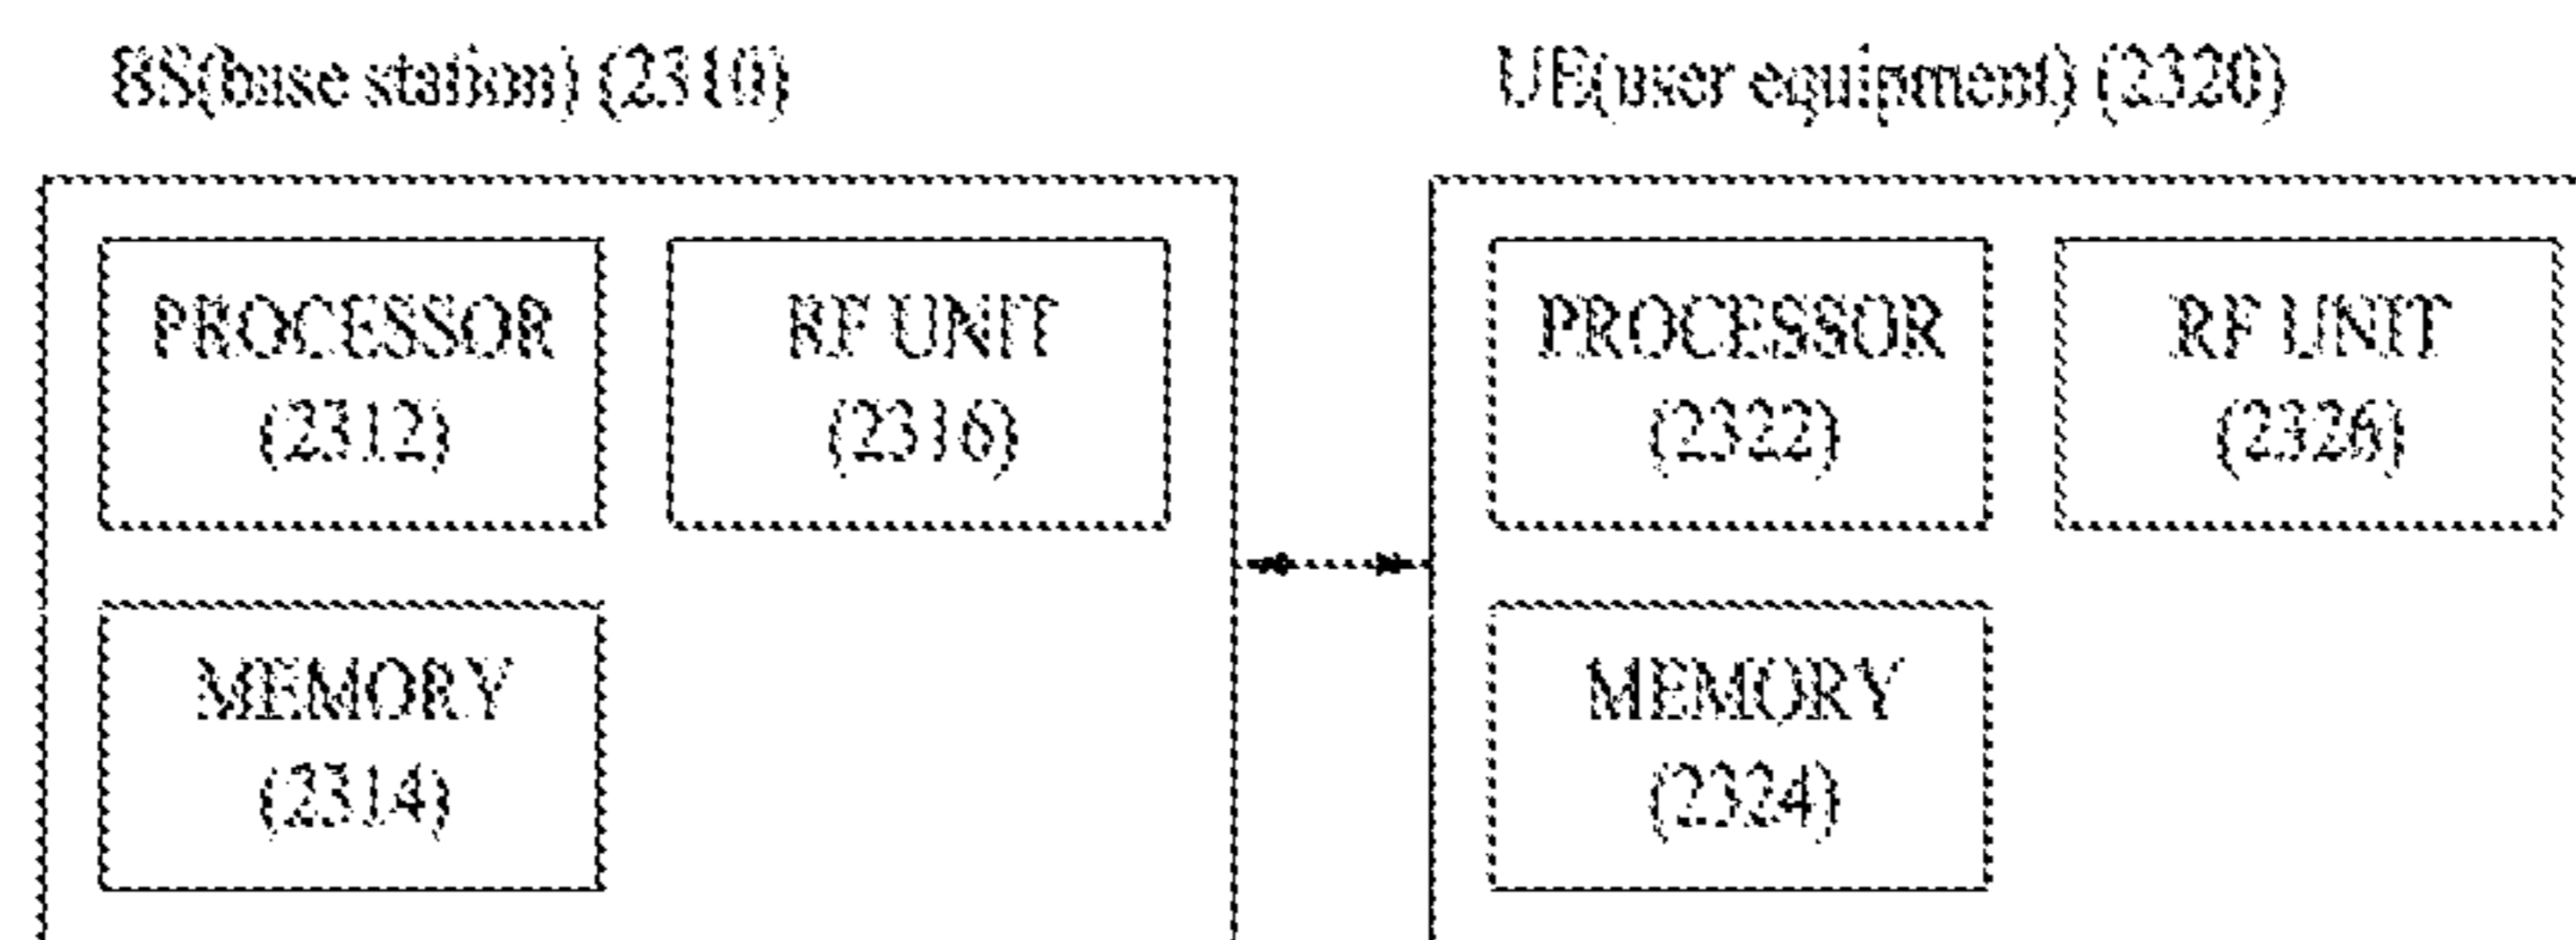 BS(base station) (2310)
UE(user equipment) (2320)
PROCESSOR
(2312)
RF UNIT
(2316)
MEMORY
(2314)
PROCESSOR
(2322)
RF UNIT
(2326)
MEMORY
(2324)